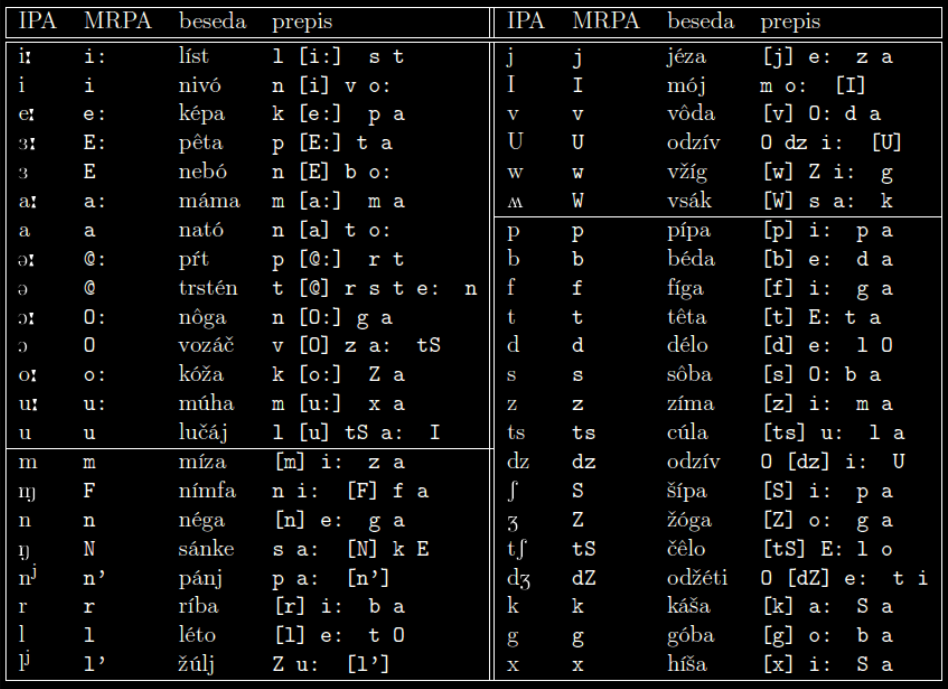 IPA MRPA beseda prepis IPA MRPA beseda prepis
iː i: líst l [i:] s t j j jéza [j] e: z a
i i nivó n [i] v o: I I mój m o: [I]
eː e: képa k [e:] p a v v vôda [v] O: d a
ɜː E: pêta p [E:] t a U U odzív O dz i: [U]
ɜ E nebó n [E] b o: w w vžíg [w] Z i: g
aː a: máma m [a:] m a ʍ W vsák [W] s a: k
a a nató n [a] t o: p p pípa [p] i: p a
əː @: pŕt p [@:] r t b b béda [b] e: d a
ə @ trstén t [@] r s t e: n f f fíga [f] i: g a
ɔː O: nôga n [O:] g a t t têta [t] E: t a
ɔ O vozáč v [O] z a: tS d d délo [d] e: l O
oː o: kóža k [o:] Z a s s sôba [s] O: b a
uː u: múha m [u:] x a z z zíma [z] i: m a
u u lučáj l [u] tS a: I ts ts cúla [ts] u: l a
m m míza [m] i: z a dz dz odzív O [dz] i: U
ɱ F nímfa n i: [F] f a ʃ S šípa [S] i: p a
n n néga [n] e: g a ʒ Z žóga [Z] o: g a
ŋ N sánke s a: [N] k E tʃ tS čêlo [tS] E: l o
nʲ n' pánj p a: [n'] dʒ dZ odžéti O [dZ] e: t i
r r ríba [r] i: b a k k káša [k] a: S a
l l léto [l] e: t O g g góba [g] o: b a
lʲ l' žúlj Z u: [l'] x x híša [x] i: S a